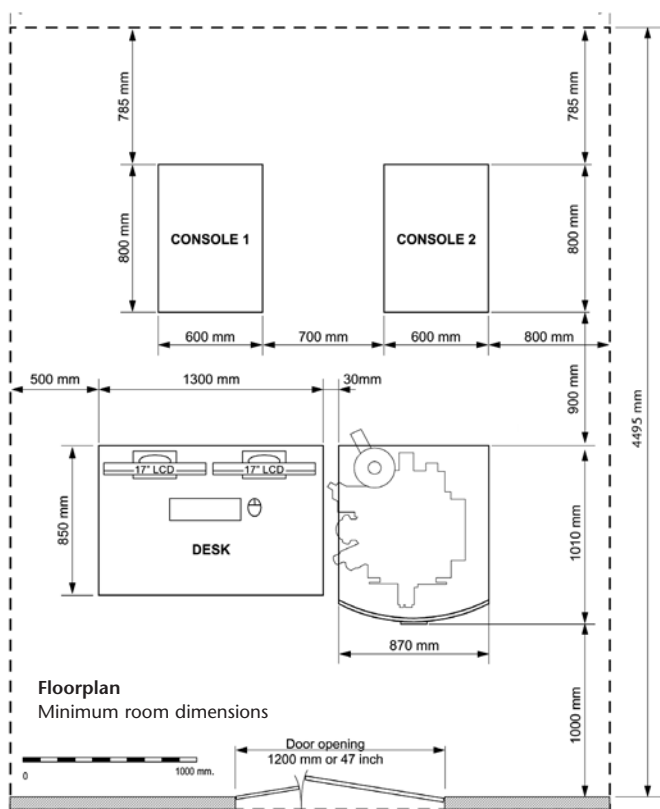 785 mm
785 mm
800 mm
CONSOLE 1
CONSOLE 2
800 mm
600 mm
700 mm
600 mm
800 mm
500 mm
1300 mm
30mm
900 mm
4495 mm
17" LCD
17" LCD
850 mm
DESK
1010 mm
870 mm
Floorplan
Minimum room dimensions
1000 mm
Door opening
1200 mm or 47 inch
0
1000 mm.